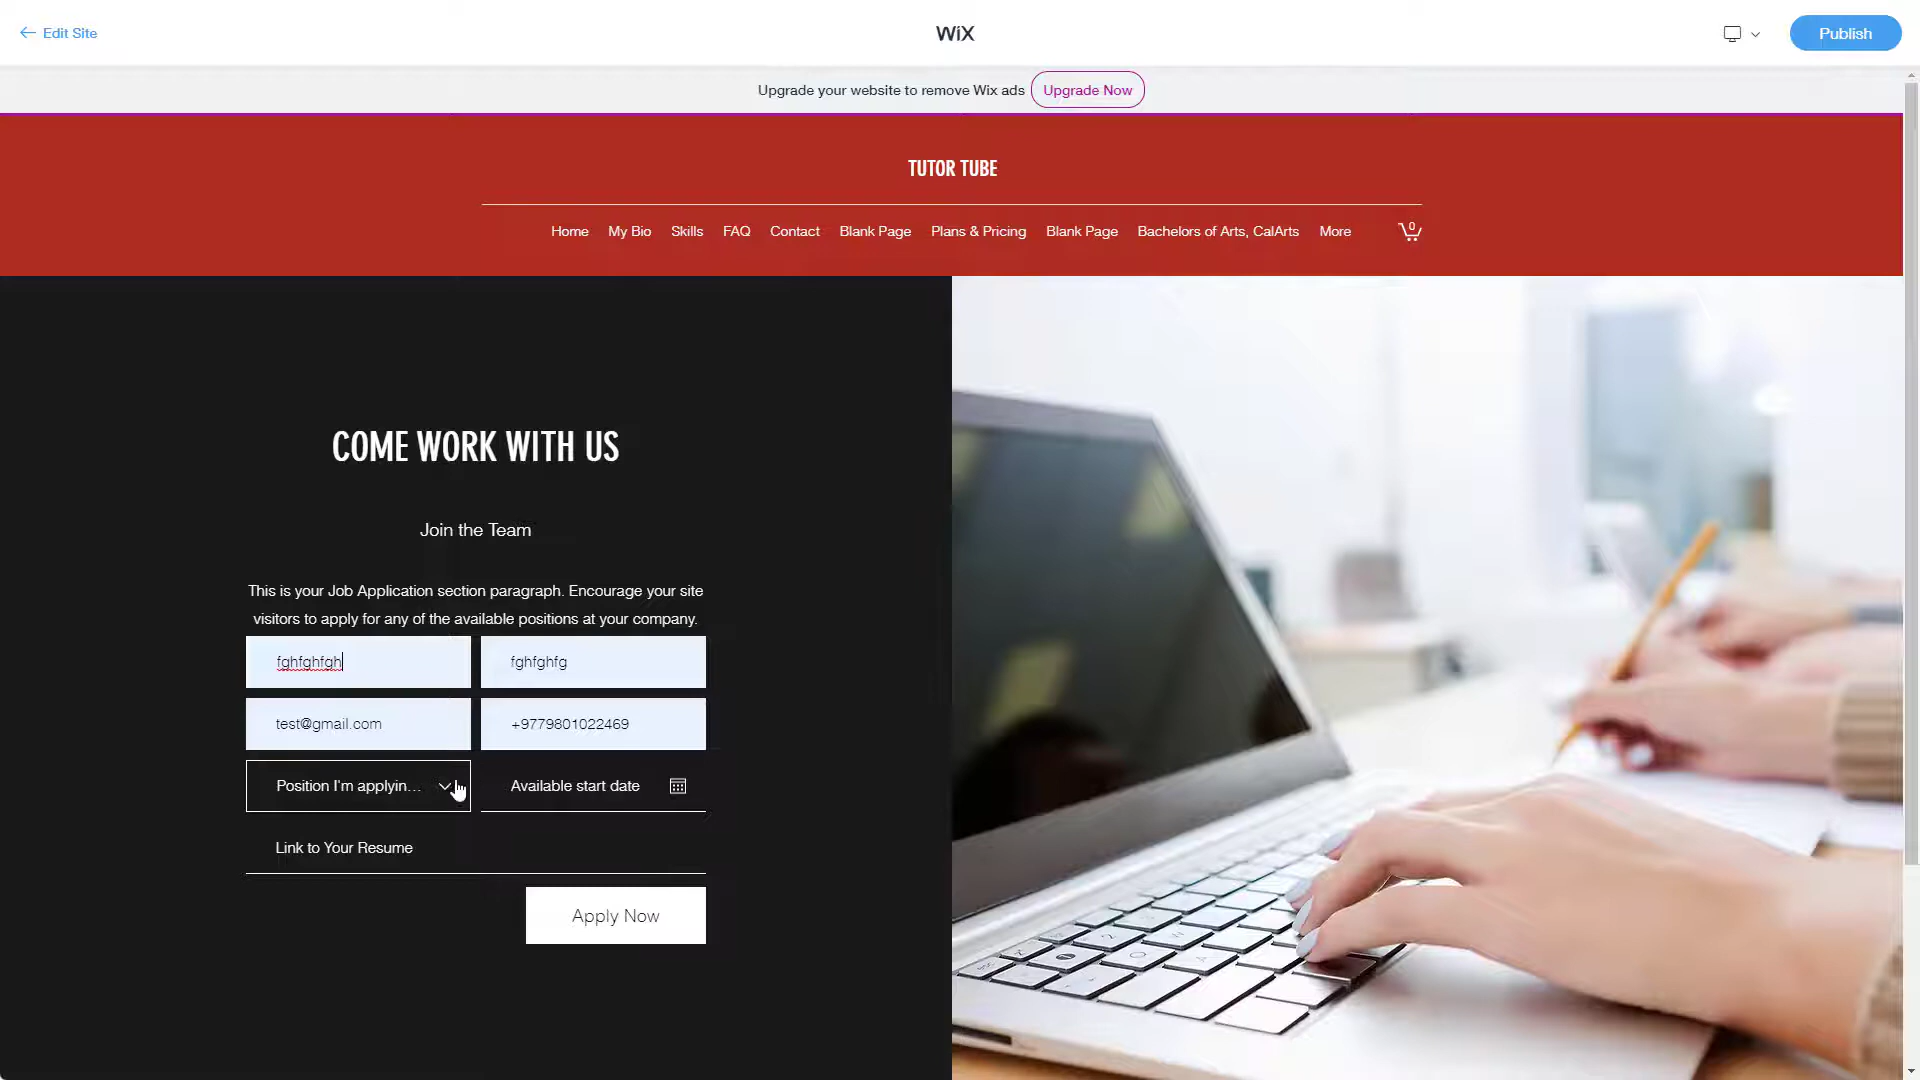 Edit Site
WiX
Publish
Upgrade your website to remove Wix ads
Upgrade Now
TUTOR TUBE
Home My Bio Skills FAQ Contact Blank Page Plans & Pricing Blank Page Bachelors of Arts, CalArts More 0
COME WORK WITH US
Join the Team
This is your Job Application section paragraph. Encourage your site
visitors to apply for any of the available positions at your company.
fghfghfgh fghfghfg
test@gmail.com +9779801022469
Position I'm applyin... Available start date
Link to Your Resume
Apply Now